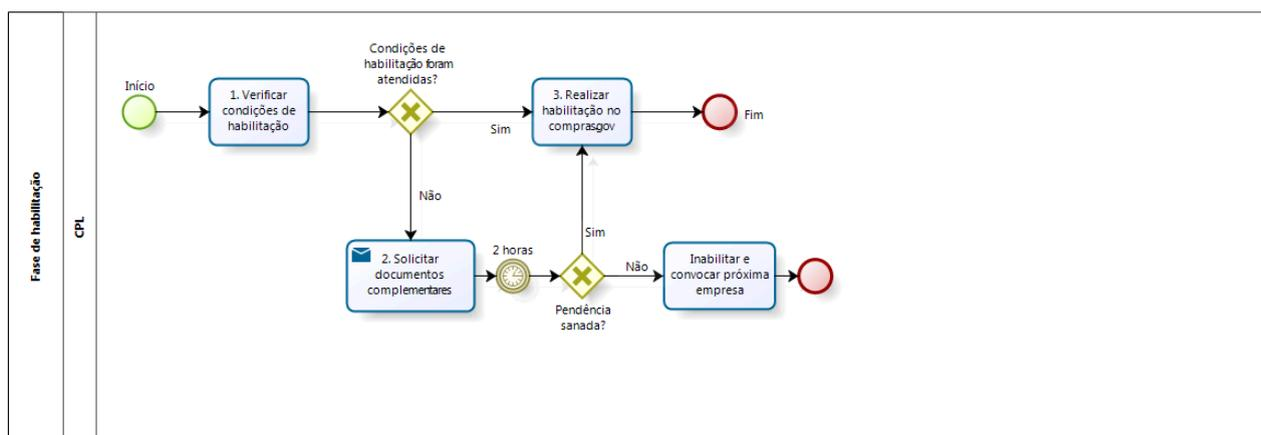 Fase de habilitação
CPL
Início
1. Verificar
condições de
habilitação
Condições de
habilitação foram
atendidas?
Sim
3. Realizar
habilitação no
comprasgov
Fim
Não
2. Solicitar
documentos
complementares
2 horas
Pendência
sanada?
Sim
Não
Inabilitar e
convocar próxima
empresa